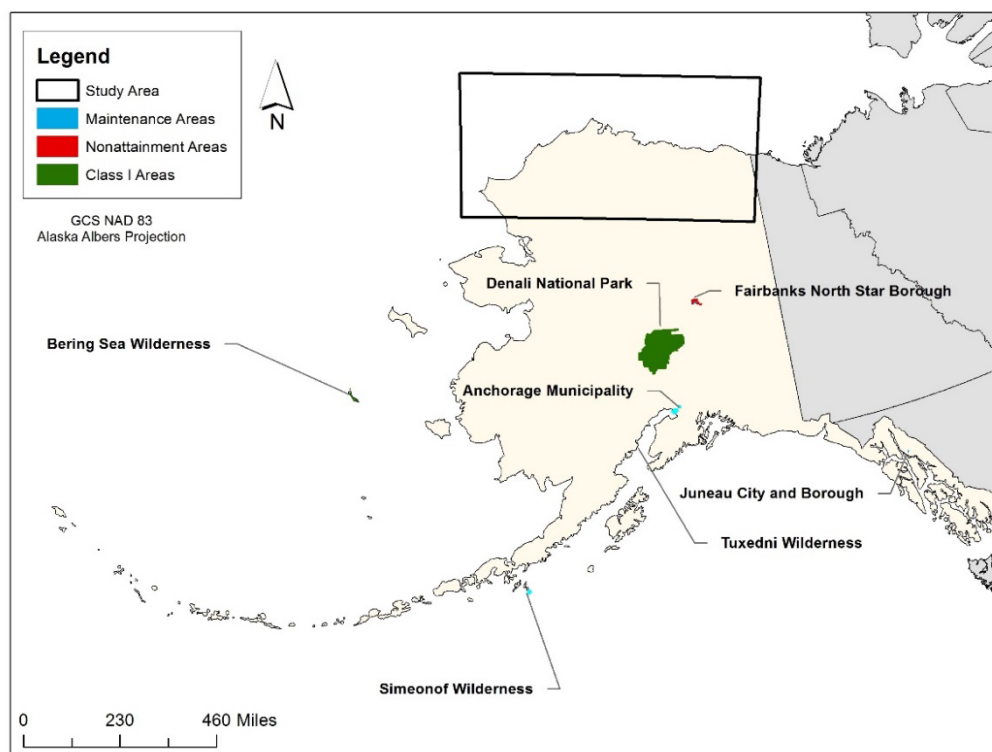 Legend
Study Area
Maintenance Areas
Nonattainment Areas
Class I Areas
N
GCS NAD 83
Alaska Albers Projection
Denali National Park
Fairbanks North Star Borough
Bering Sea Wilderness
Anchorage Municipality
Juneau City and Borough
Tuxedni Wilderness
Simeonof Wilderness
0 230 460 Miles